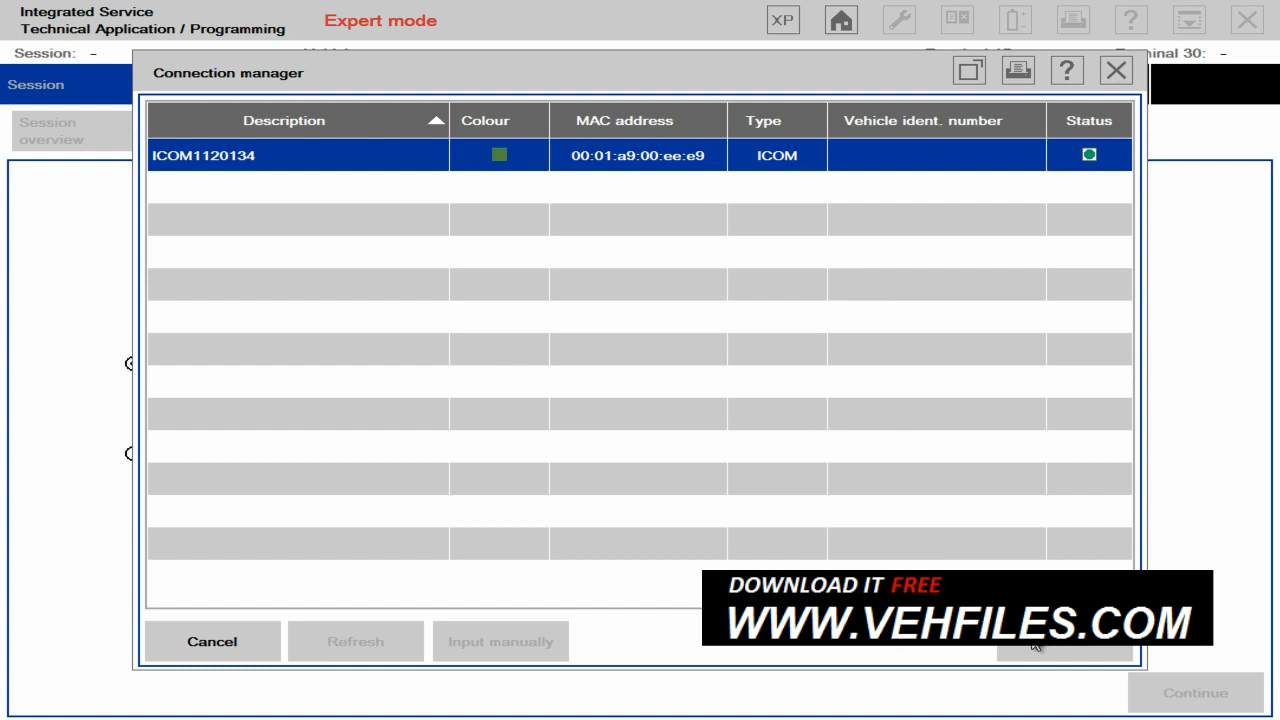 Integrated Service
Technical Application / Programming
Expert mode
XP
?
Session: -
Terminal 30: -
Connection manager
?
Session
Session
overview
Description
Colour
MAC address
Type
Vehicle ident. number
Status
ICOM1120134
00:01:a9:00:ee:e9
ICOM
DOWNLOAD IT FREE
WWW.VEHFILES.COM
Cancel
Refresh
Input manually
Continue